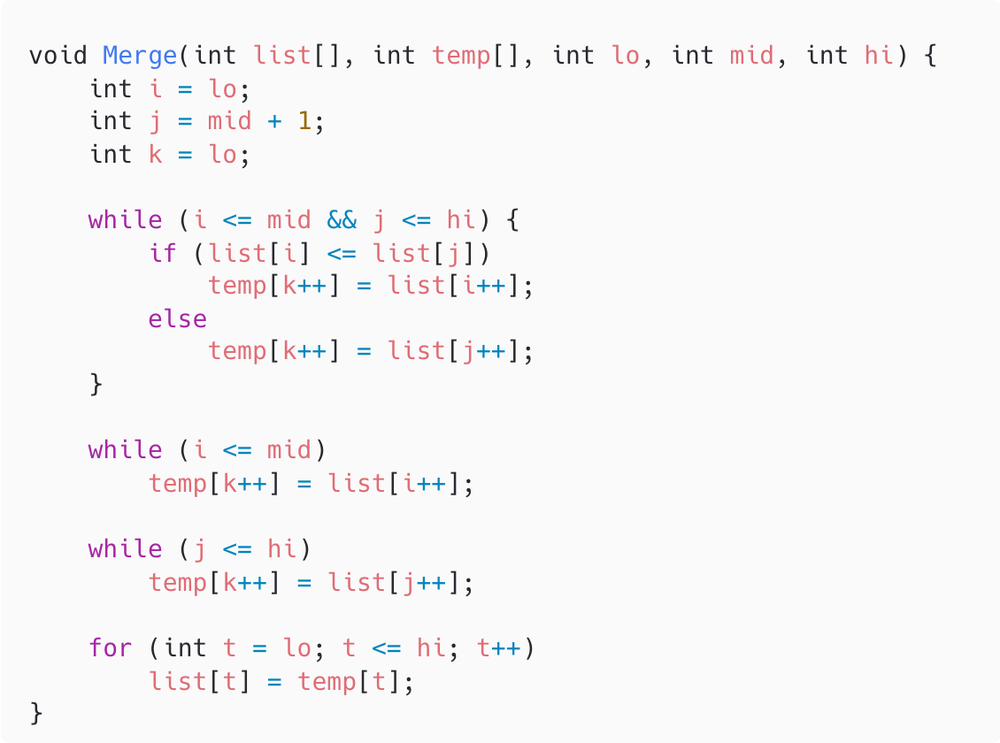 void Merge(int list[], int temp[], int lo, int mid, int hi) {
    int i = lo;
    int j = mid + 1;
    int k = lo;

    while (i <= mid && j <= hi) {
        if (list[i] <= list[j])
            temp[k++] = list[i++];
        else
            temp[k++] = list[j++];
    }

    while (i <= mid)
        temp[k++] = list[i++];

    while (j <= hi)
        temp[k++] = list[j++];

    for (int t = lo; t <= hi; t++)
        list[t] = temp[t];
}